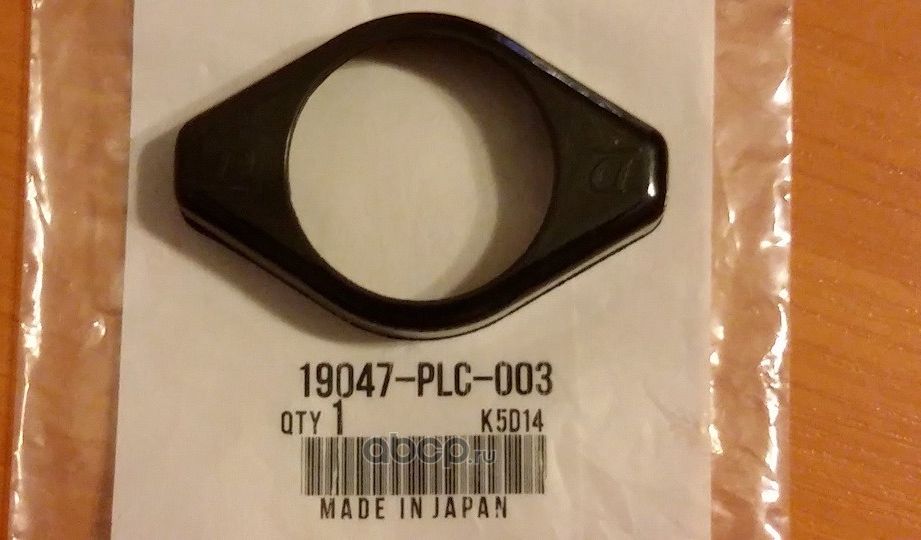 19047-PLC-003
QTY 1 K5D14
abcp.ru
MADE IN JAPAN